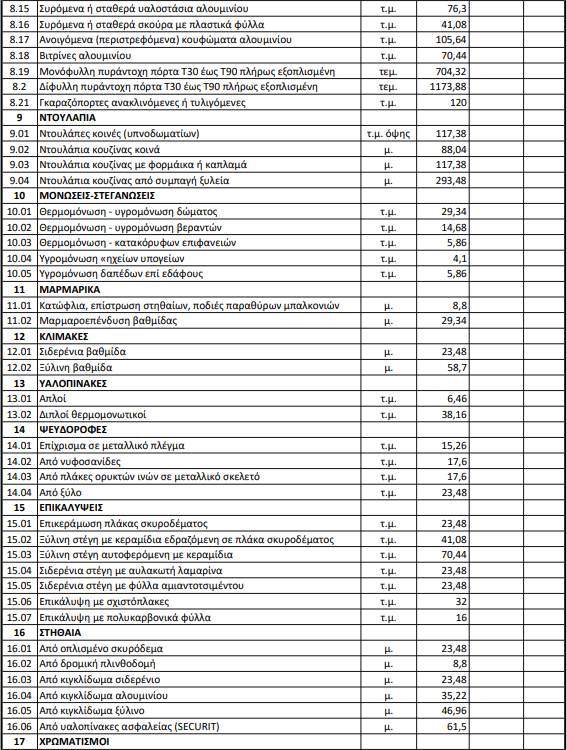 8.15 Συρόμενα ή σταθερά υαλοστάσια αλουμινίου τ.μ. 76,3
8.16 Συρόμενα ή σταθερά σκούρα με πλαστικά φύλλα τ.μ. 41,08
8.17 Ανοιγόμενα (περιστρεφόμενα) κουφώματα αλουμινίου τ.μ. 105,64
8.18 Βιτρίνες αλουμινίου τ.μ. 70,44
8.19 Μονόφυλλη πυράντοχη πόρτα Τ30 έως Τ90 πλήρως εξοπλισμένη τεμ. 704,32
8.2 Δίφυλλη πυράντοχη πόρτα Τ30 έως Τ90 πλήρως εξοπλισμένη τεμ. 1173,88
8.21 Γκαραζόπορτες ανακλινόμενες ή τυλιγόμενες τ.μ. 120
9 ΝΤΟΥΛΑΠΙΑ
9.01 Ντουλάπες κοινές (υπνοδωματίων) τ.μ. όψης 117,38
9.02 Ντουλάπια κουζίνας κοινά μ. 88,04
9.03 Ντουλάπια κουζίνας με φορμάικα ή καπλαμά μ. 117,38
9.04 Ντουλάπια κουζίνας από συμπαγή ξυλεία μ. 293,48
10 ΜΟΝΩΣΕΙΣ-ΣΤΕΓΑΝΩΣΕΙΣ
10.01 Θερμομόνωση - υγρομόνωση δώματος τ.μ. 29,34
10.02 Θερμομόνωση - υγρομόνωση βεραντών τ.μ. 14,68
10.03 Θερμομόνωση - κατακόρυφων επιφανειών τ.μ. 5,86
10.04 Υγρομόνωση «ηχείων υπογείων τ.μ. 4,1
10.05 Υγρομόνωση δαπέδων επί εδάφους τ.μ. 5,86
11 ΜΑΡΜΑΡΙΚΑ
11.01 Κατώφλια, επίστρωση στηθαίων, ποδιές παραθύρων μπαλκονιών μ. 8,8
11.02 Μαρμαροεπένδυση βαθμίδας μ. 29,34
12 ΚΛΙΜΑΚΕΣ
12.01 Σιδερένια βαθμίδα μ. 23,48
12.02 Ξύλινη βαθμίδα μ. 58,7
13 ΥΑΛΟΠΙΝΑΚΕΣ
13.01 Απλοί τ.μ. 6,46
13.02 Διπλοί θερμομονωτικοί τ.μ. 38,16
14 ΨΕΥΔΟΡΟΦΕΣ
14.01 Επίχρισμα σε μεταλλικό πλέγμα τ.μ. 15,26
14.02 Από νυφοσανίδες τ.μ. 17,6
14.03 Από πλάκες ορυκτών ινών σε μεταλλικό σκελετό τ.μ. 17,6
14.04 Από ξύλο τ.μ. 23,48
15 ΕΠΙΚΑΛΥΨΕΙΣ
15.01 Επικεράμωση πλάκας σκυροδέματος τ.μ. 23,48
15.02 Ξύλινη στέγη με κεραμίδια εδραζόμενη σε πλάκα σκυροδέματος τ.μ. 41,08
15.03 Ξύλινη στέγη αυτοφερόμενη με κεραμίδια τ.μ. 70,44
15.04 Σιδερένια στέγη με αυλακωτή λαμαρίνα τ.μ. 23,48
15.05 Σιδερένια στέγη με φύλλα αμιαντοτσιμέντου τ.μ. 23,48
15.06 Επικάλυψη με σχιστόπλακες τ.μ. 32
15.07 Επικάλυψη με πολυκαρβονικά φύλλα τ.μ. 16
16 ΣΤΗΘΑΙΑ
16.01 Από οπλισμένο σκυρόδεμα μ. 23,48
16.02 Από δρομική πλινθοδομή μ. 8,8
16.03 Από κιγκλίδωμα σιδερένιο μ. 23,48
16.04 Από κιγκλίδωμα αλουμινίου μ. 35,22
16.05 Από κιγκλίδωμα ξύλινο μ. 46,96
16.06 Από υαλοπίνακες ασφαλείας (SECURIT) μ. 61,5
17 ΧΡΩΜΑΤΙΣΜΟΙ